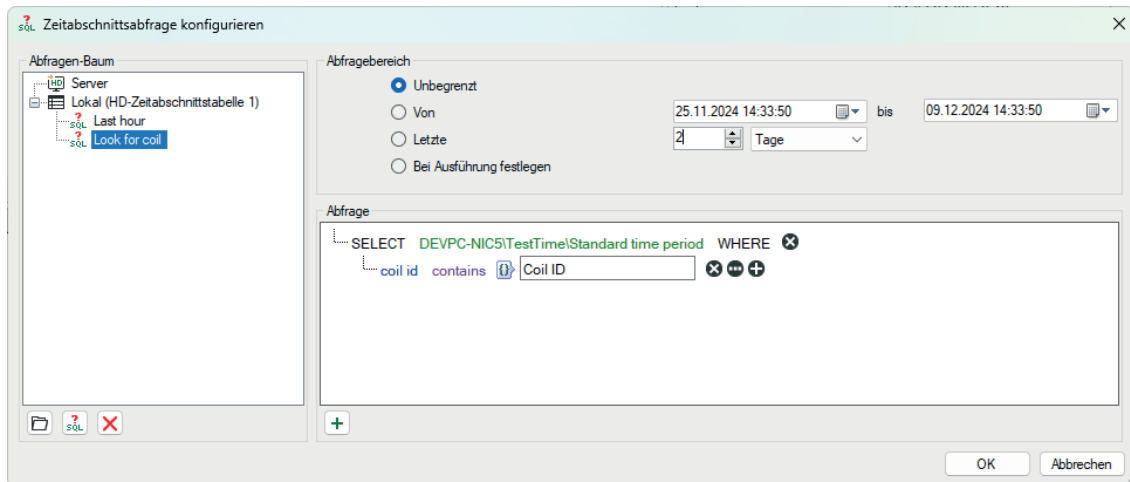 Zeitabschnittsabfrage konfigurieren
Abfragen-Baum
Server
Lokal (HD-Zeitabschnittstabelle 1)
Last hour
Look for coil
Abfragebereich
Unbegrenzt
Von 25.11.2024 14:33:50 bis 09.12.2024 14:33:50
Letzte 2 Tage
Bei Ausführung festlegen
Abfrage
SELECT DEVPC-NIC5\TestTime\Standard time period WHERE
coil id contains {} Coil ID
OK Abbrechen